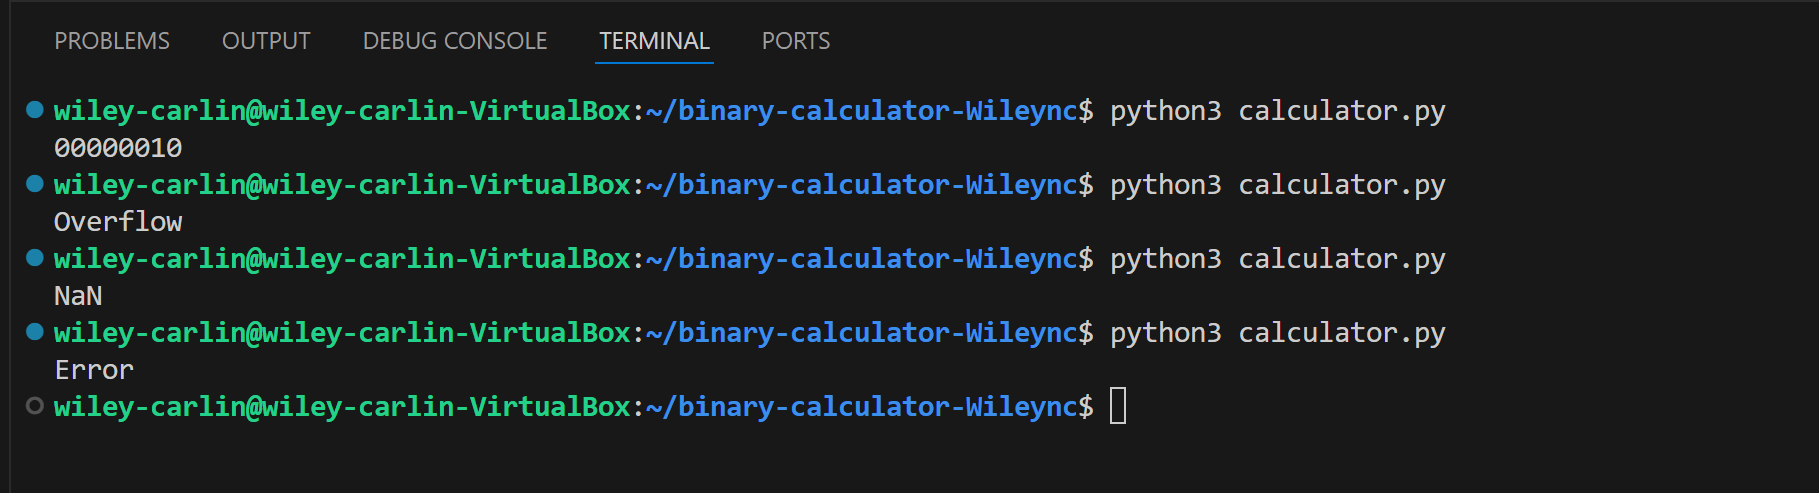 PROBLEMS OUTPUT DEBUG CONSOLE TERMINAL PORTS
wiley-carlin@wiley-carlin-VirtualBox:~/binary-calculator-Wileync$ python3 calculator.py
00000010
wiley-carlin@wiley-carlin-VirtualBox:~/binary-calculator-Wileync$ python3 calculator.py
Overflow
wiley-carlin@wiley-carlin-VirtualBox:~/binary-calculator-Wileync$ python3 calculator.py
NaN
wiley-carlin@wiley-carlin-VirtualBox:~/binary-calculator-Wileync$ python3 calculator.py
Error
wiley-carlin@wiley-carlin-VirtualBox:~/binary-calculator-Wileync$